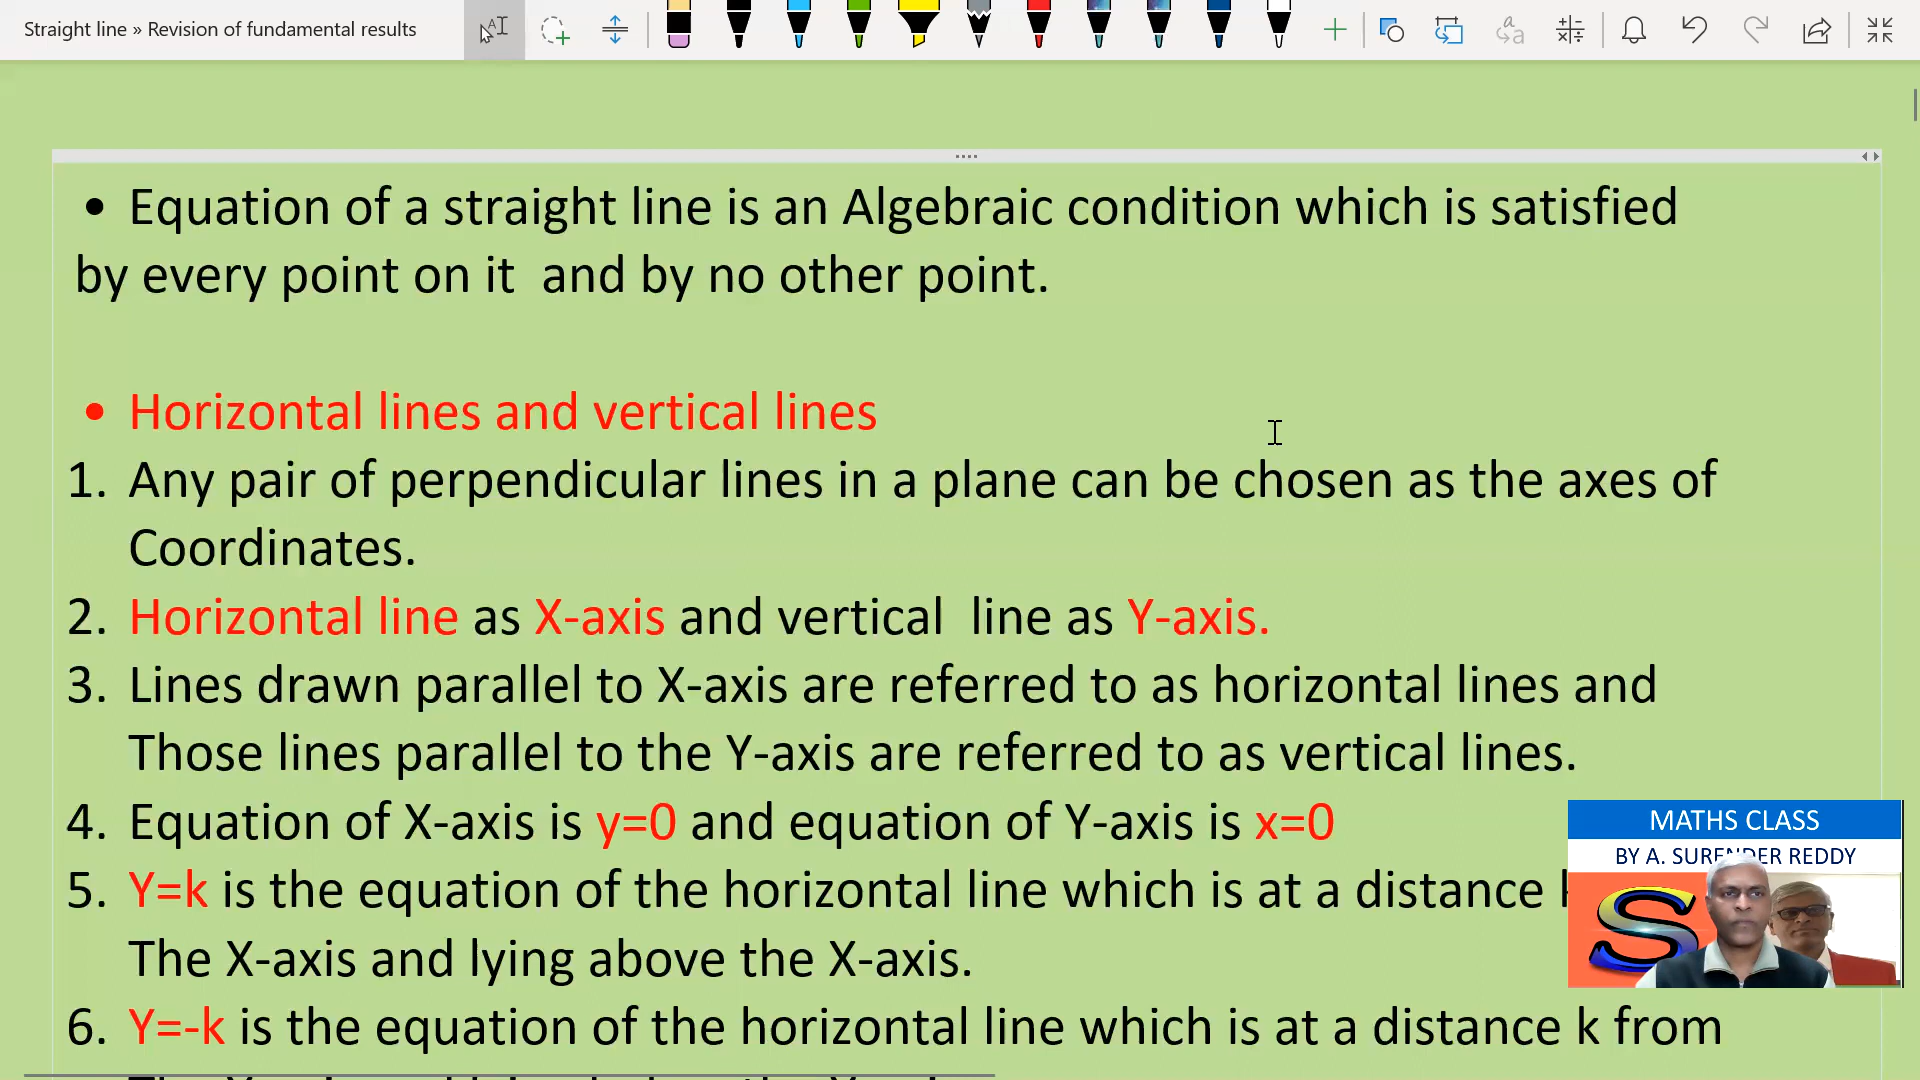 Straight line » Revision of fundamental results
• Equation of a straight line is an Algebraic condition which is satisfied
by every point on it  and by no other point.
• Horizontal lines and vertical lines
1. Any pair of perpendicular lines in a plane can be chosen as the axes of
Coordinates.
2. Horizontal line as X-axis and vertical  line as Y-axis.
3. Lines drawn parallel to X-axis are referred to as horizontal lines and
Those lines parallel to the Y-axis are referred to as vertical lines.
4. Equation of X-axis is y=0 and equation of Y-axis is x=0
5. Y=k is the equation of the horizontal line which is at a distance
The X-axis and lying above the X-axis.
6. Y=-k is the equation of the horizontal line which is at a distance k from
MATHS CLASS
BY A. SURENDER REDDY
S